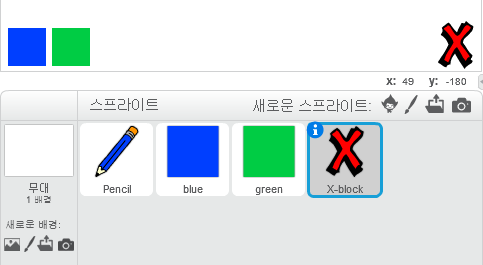 x: 49 y: -180
스프라이트 새로운 스프라이트:
Pencil blue green X-block
무대
1 배경
새로운 배경: